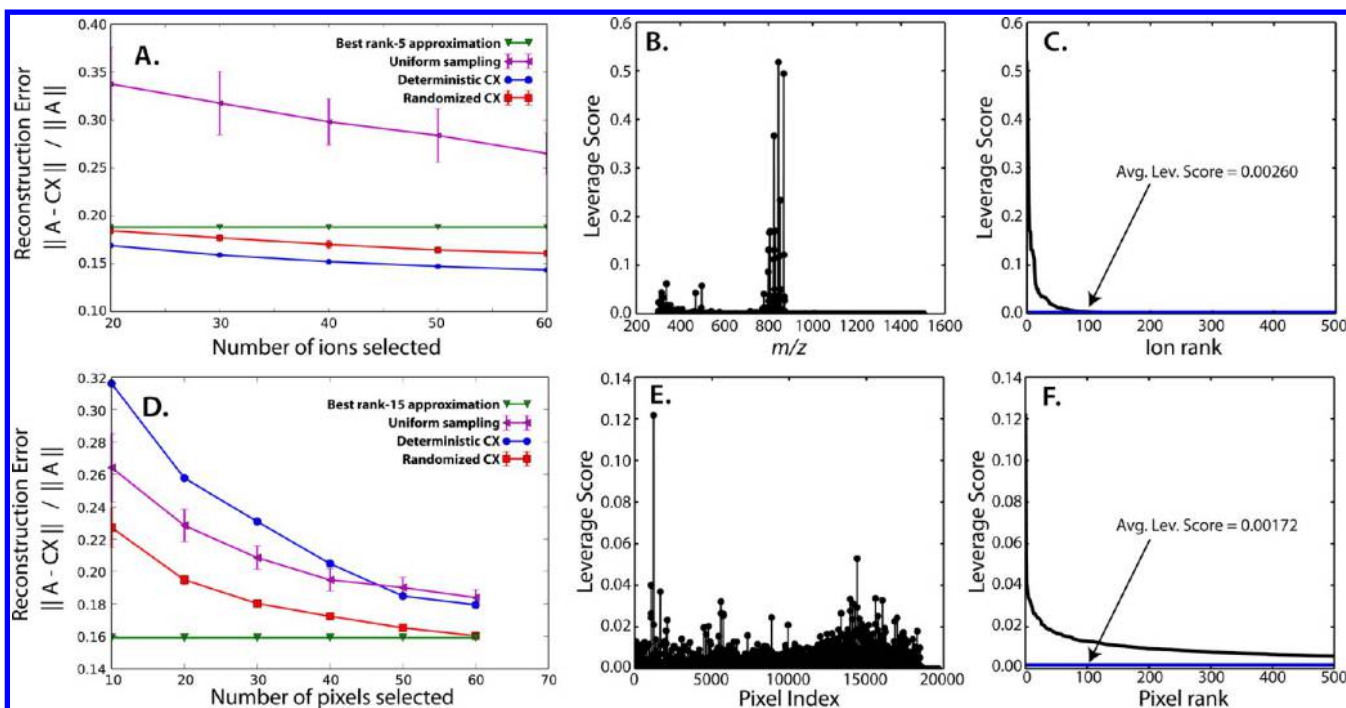 A.
Best rank-5 approximation
Uniform sampling
Deterministic CX
Randomized CX
0.40
0.35
0.30
0.25
0.20
0.15
0.10
20 30 40 50 60
Number of ions selected
Reconstruction Error
|| A - CX || / || A ||
B.
0.6
0.5
0.4
0.3
0.2
0.1
0.0
200 400 600 800 1000 1200 1400 1600
m/z
Leverage Score
C.
0.6
0.5
0.4
0.3
0.2
0.1
0.0
Avg. Lev. Score = 0.00260
0 100 200 300 400 500
Ion rank
Leverage Score
D.
Best rank-15 approximation
Uniform sampling
Deterministic CX
Randomized CX
0.32
0.30
0.28
0.26
0.24
0.22
0.20
0.18
0.16
0.14
10 20 30 40 50 60 70
Number of pixels selected
Reconstruction Error
|| A - CX || / || A ||
E.
0.14
0.12
0.10
0.08
0.06
0.04
0.02
0.00
0 5000 10000 15000 20000
Pixel Index
Leverage Score
F.
0.14
0.12
0.10
0.08
0.06
0.04
0.02
0.00
Avg. Lev. Score = 0.00172
0 100 200 300 400 500
Pixel rank
Leverage Score